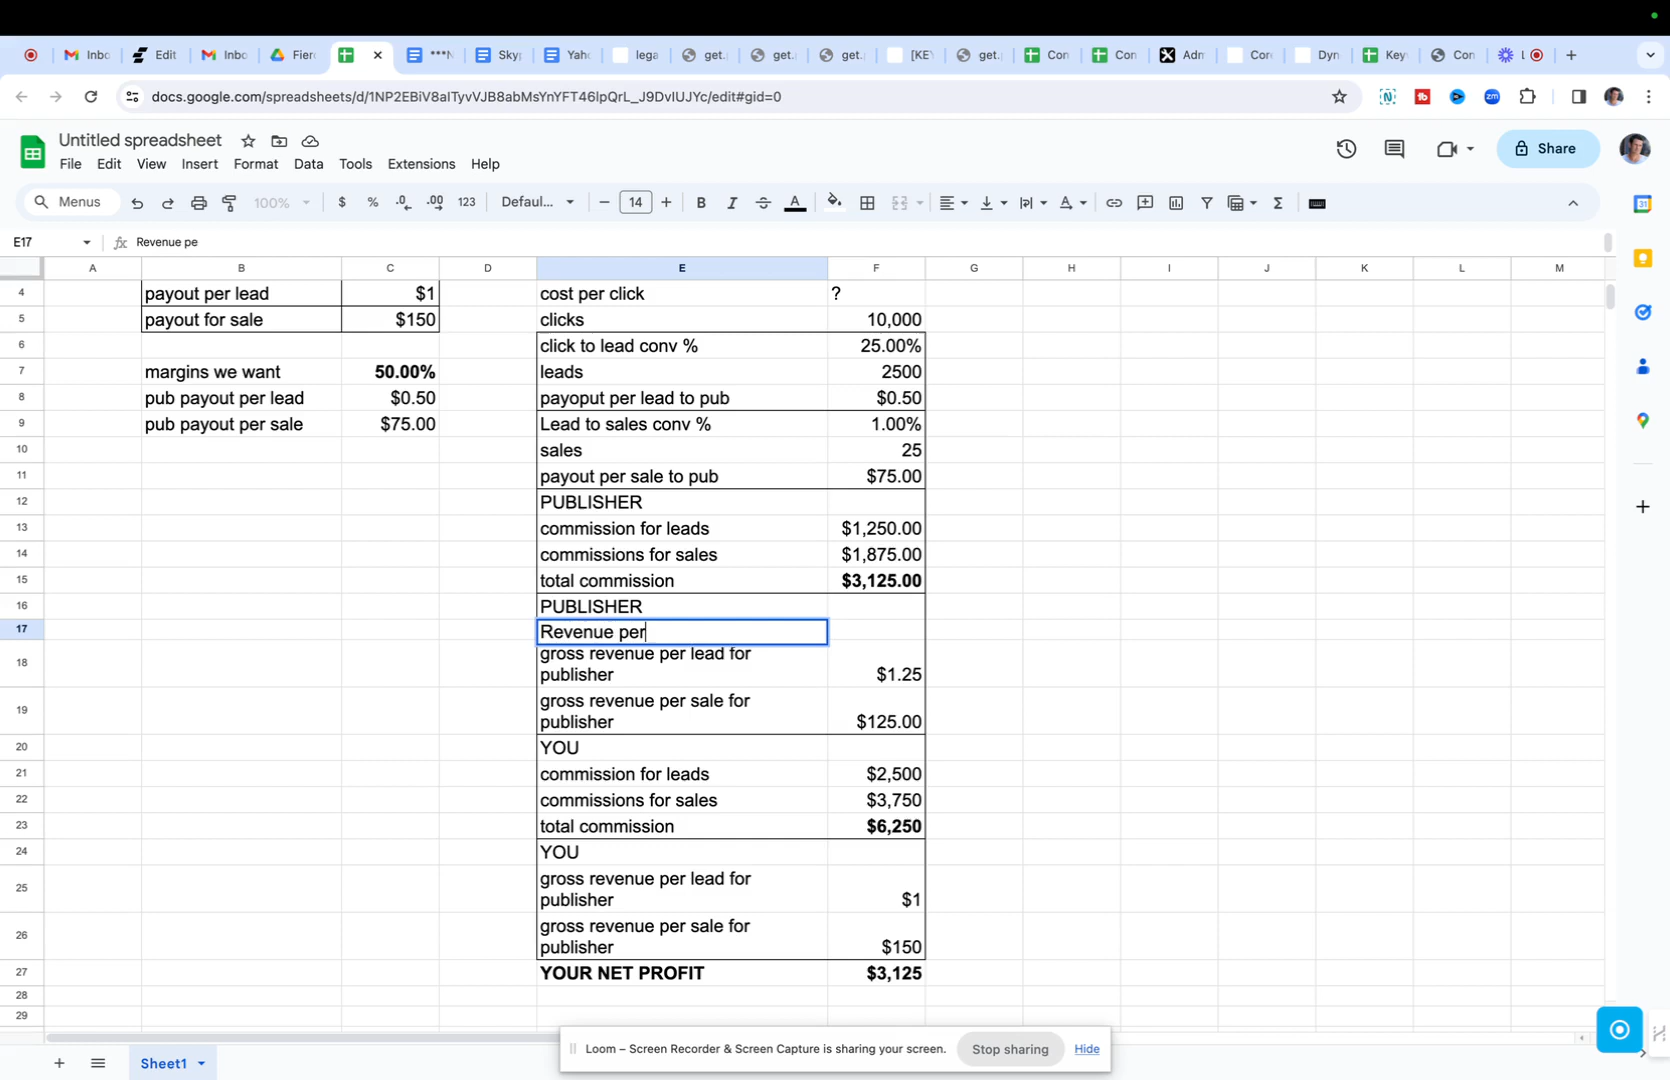 Inbo
Edit
Inbo
Fierc
***N
Sky
Yaho
lega
get.
get.
get.
[KEY
get.
Con
Con
Adm
Core
Dyn
Key
Con
L
docs.google.com/spreadsheets/d/1NP2EBiV8aITyvVJB8abMsYnYFT46IpQrL_J9DvIUJYc/edit#gid=0
Untitled spreadsheet
File Edit View Insert Format Data Tools Extensions Help
Share
Menus
100%
$ % .0 .00 123
Defaul...
14
B I A
31
E17
fx Revenue pe
A B C D E F G H I J K L M
4 payout per lead $1 cost per click ?
5 payout for sale $150 clicks 10,000
6 click to lead conv % 25.00%
7 margins we want 50.00% leads 2500
8 pub payout per lead $0.50 payoput per lead to pub $0.50
9 pub payout per sale $75.00 Lead to sales conv % 1.00%
10 sales 25
11 payout per sale to pub $75.00
12 PUBLISHER
13 commission for leads $1,250.00
14 commissions for sales $1,875.00
15 total commission $3,125.00
16 PUBLISHER
17 Revenue per
gross revenue per lead for
18 publisher $1.25
gross revenue per sale for
19 publisher $125.00
20 YOU
21 commission for leads $2,500
22 commissions for sales $3,750
23 total commission $6,250
24 YOU
gross revenue per lead for
25 publisher $1
gross revenue per sale for
26 publisher $150
27 YOUR NET PROFIT $3,125
28
29
Loom – Screen Recorder & Screen Capture is sharing your screen. Stop sharing Hide
Sheet1